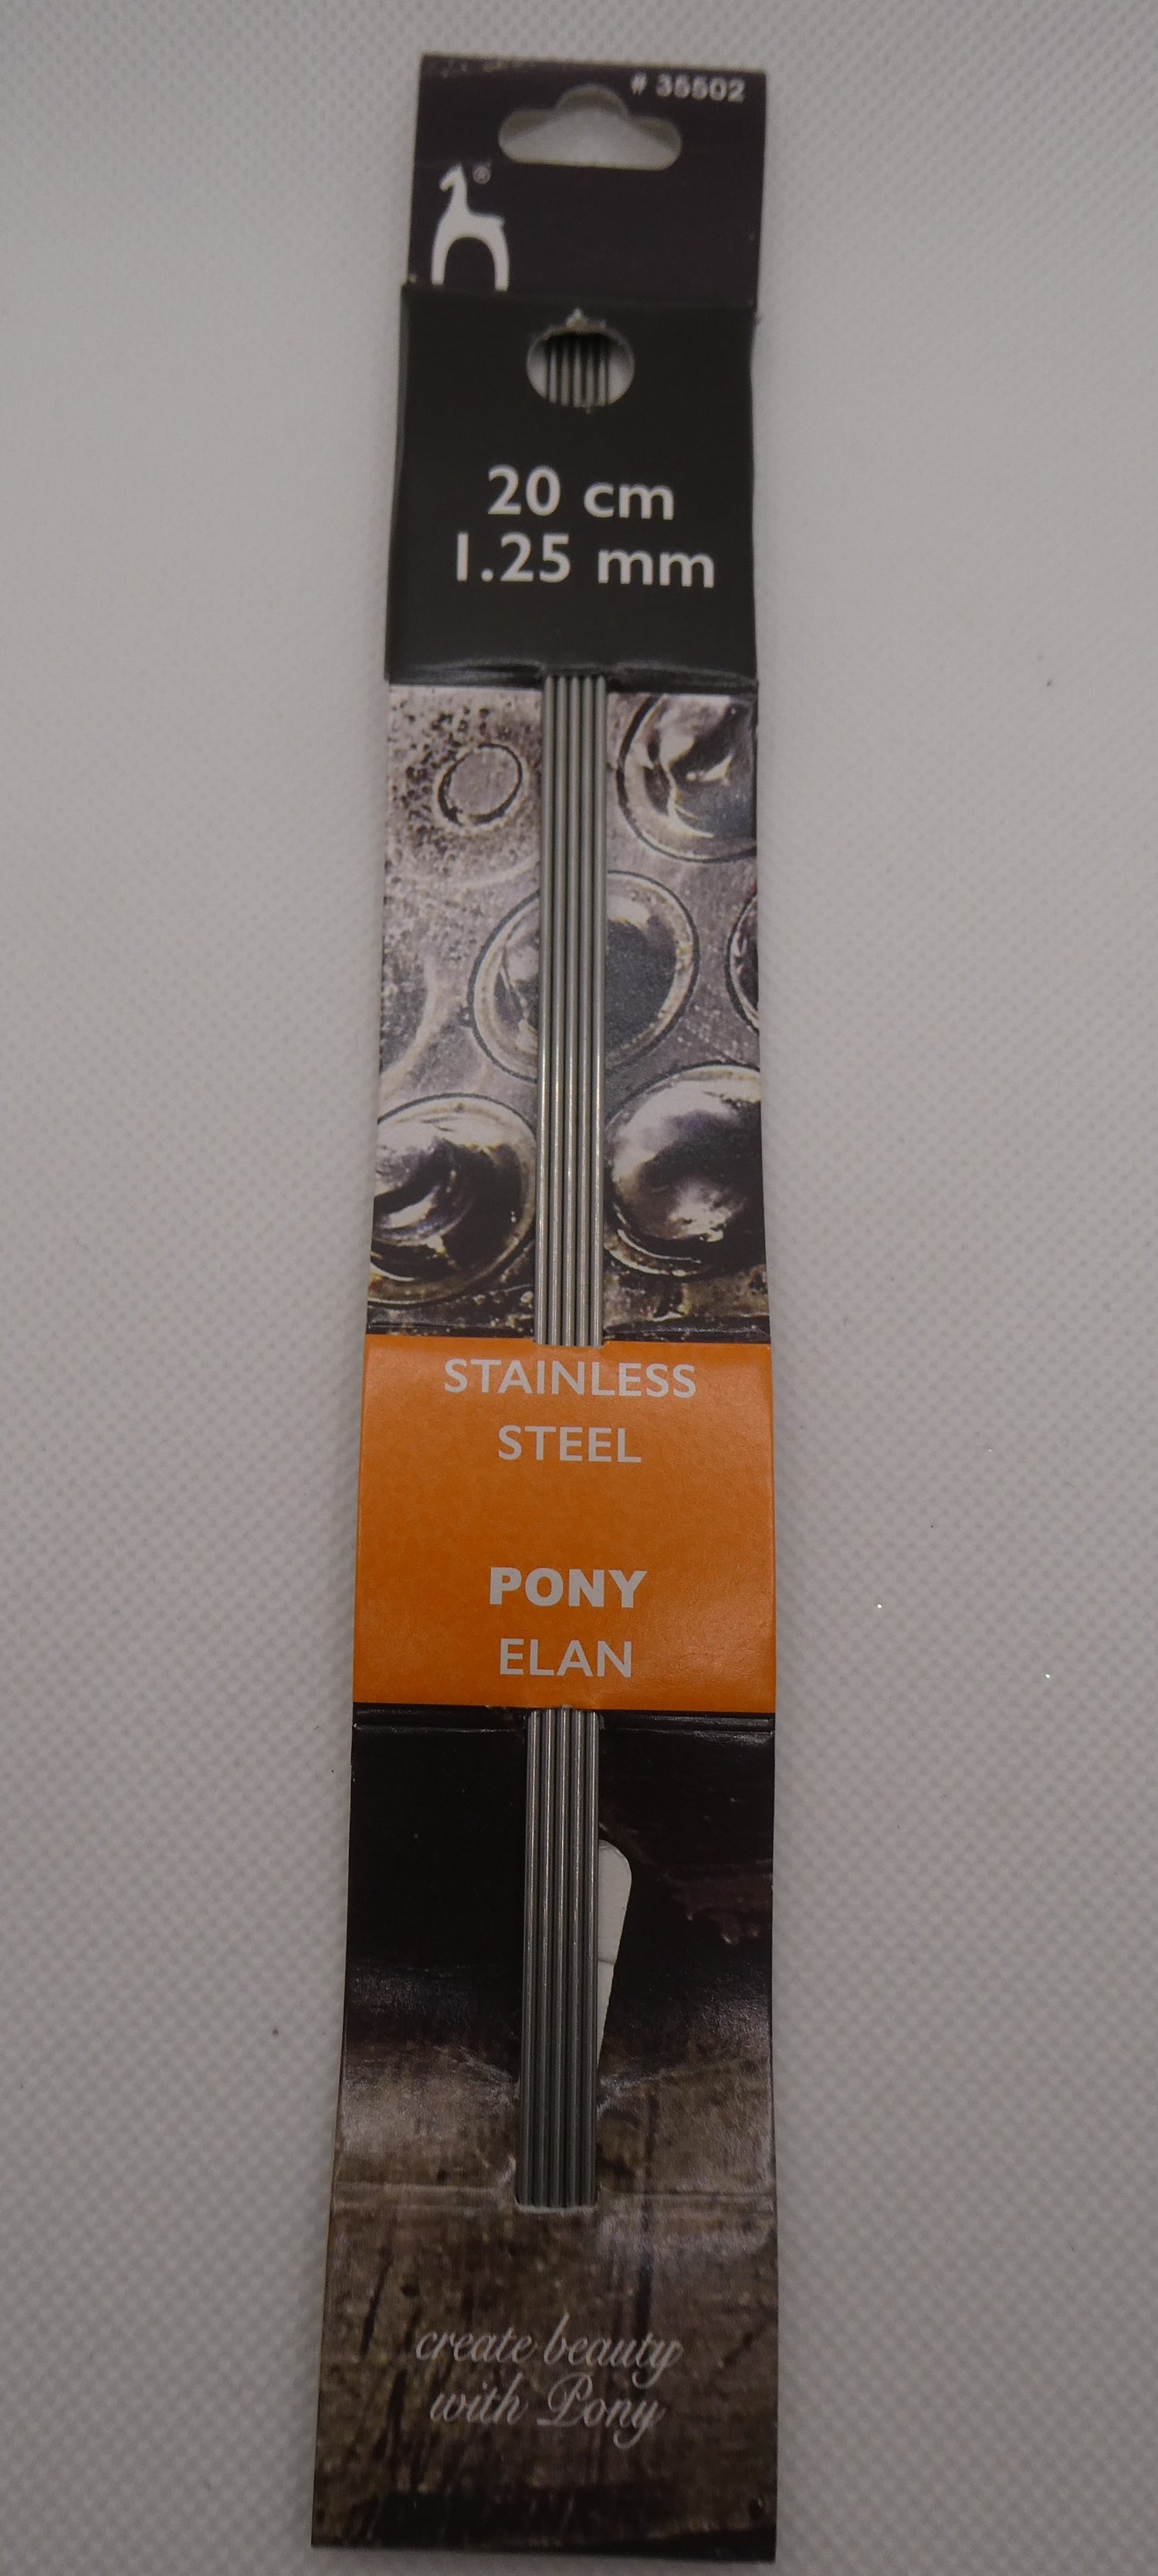 # 35502
®
20 cm
1.25 mm
STAINLESS
STEEL
PONY
ELAN
create beauty
with Pony